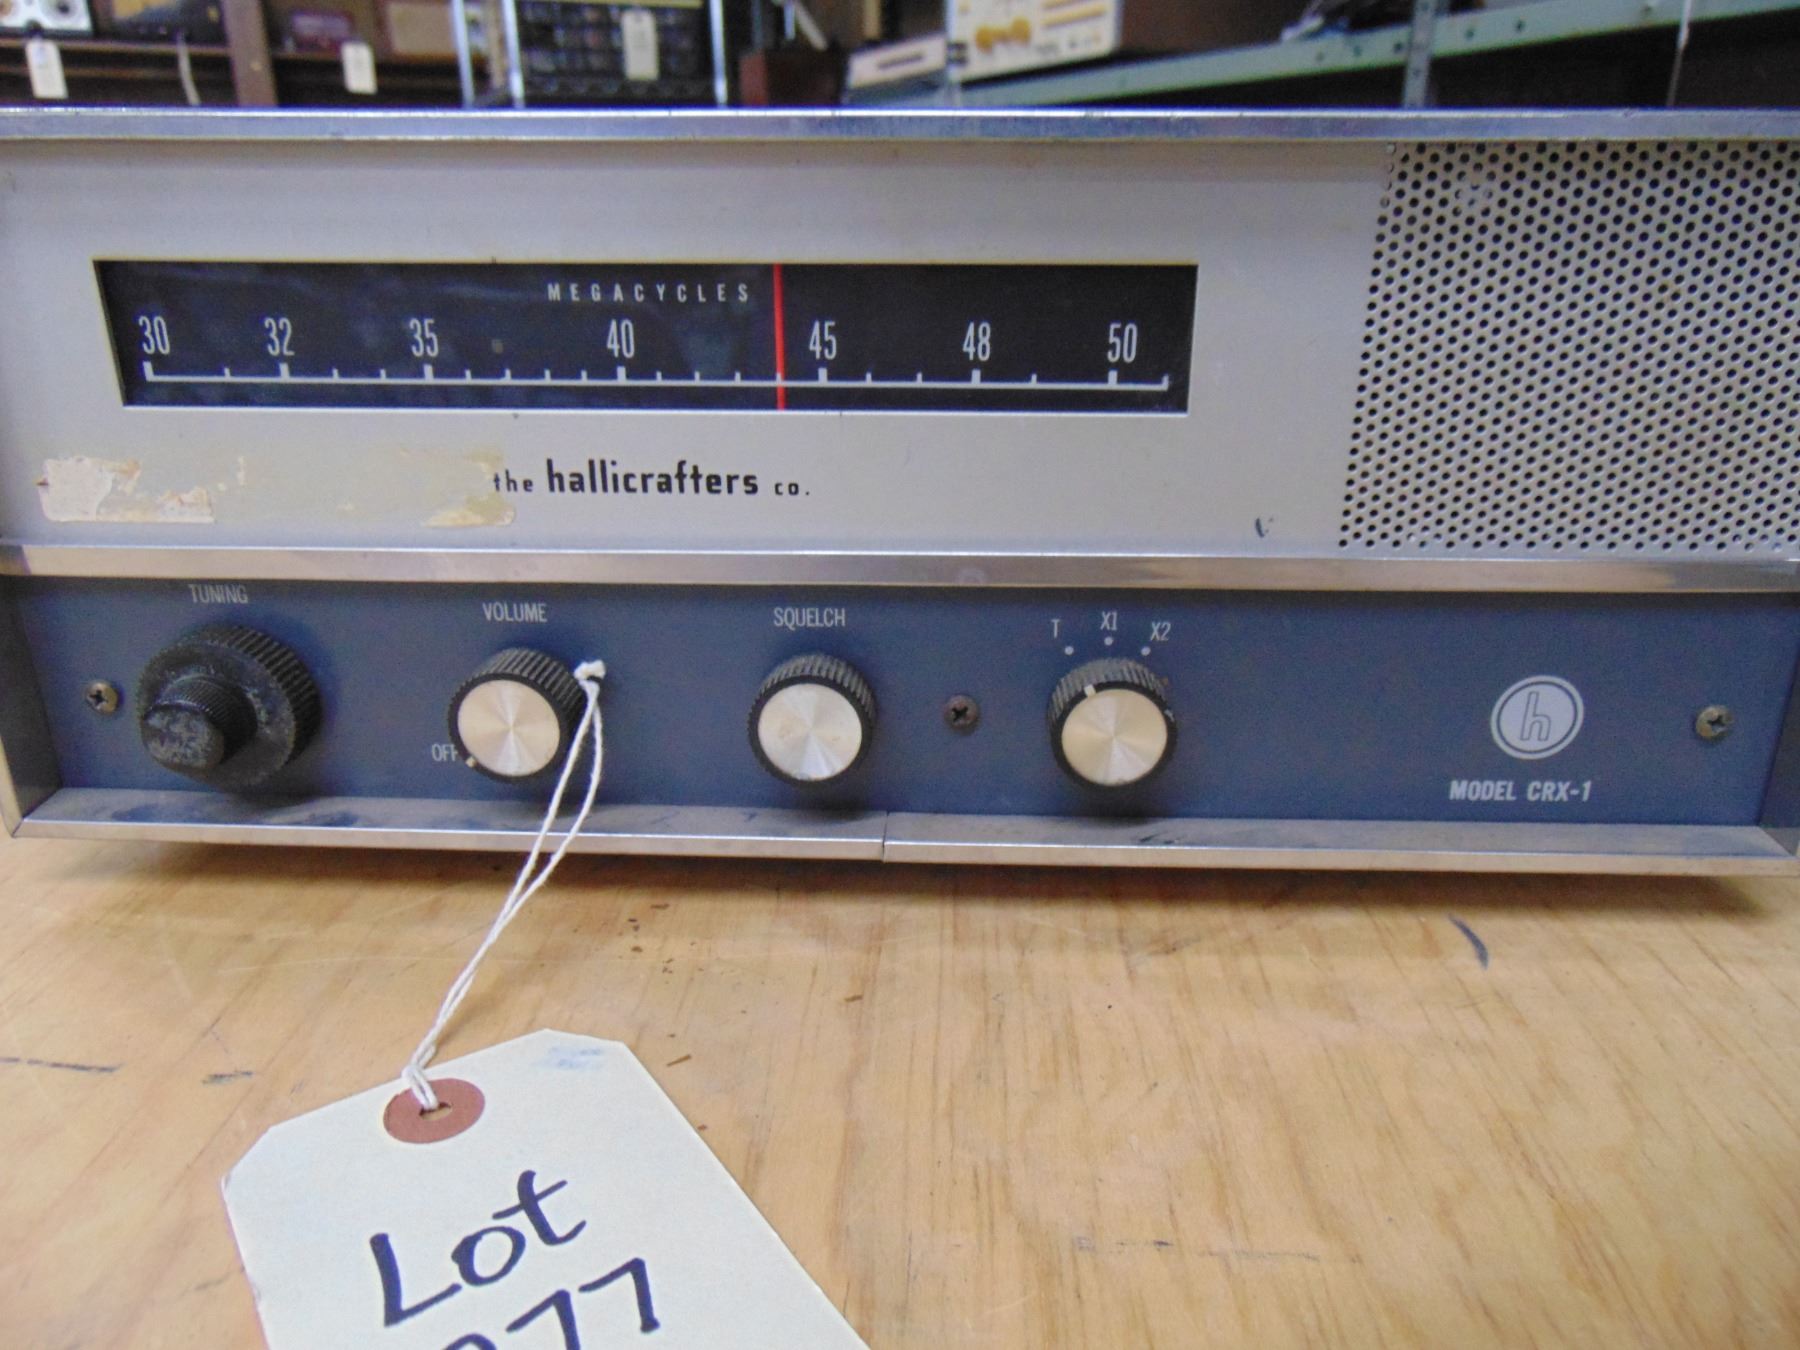 MEGACYCLES
30 32 35 40 45 48 50
the hallicrafters co.
TUNING VOLUME SQUELCH T X1 X2
OFF
h
MODEL CRX-1
Lot